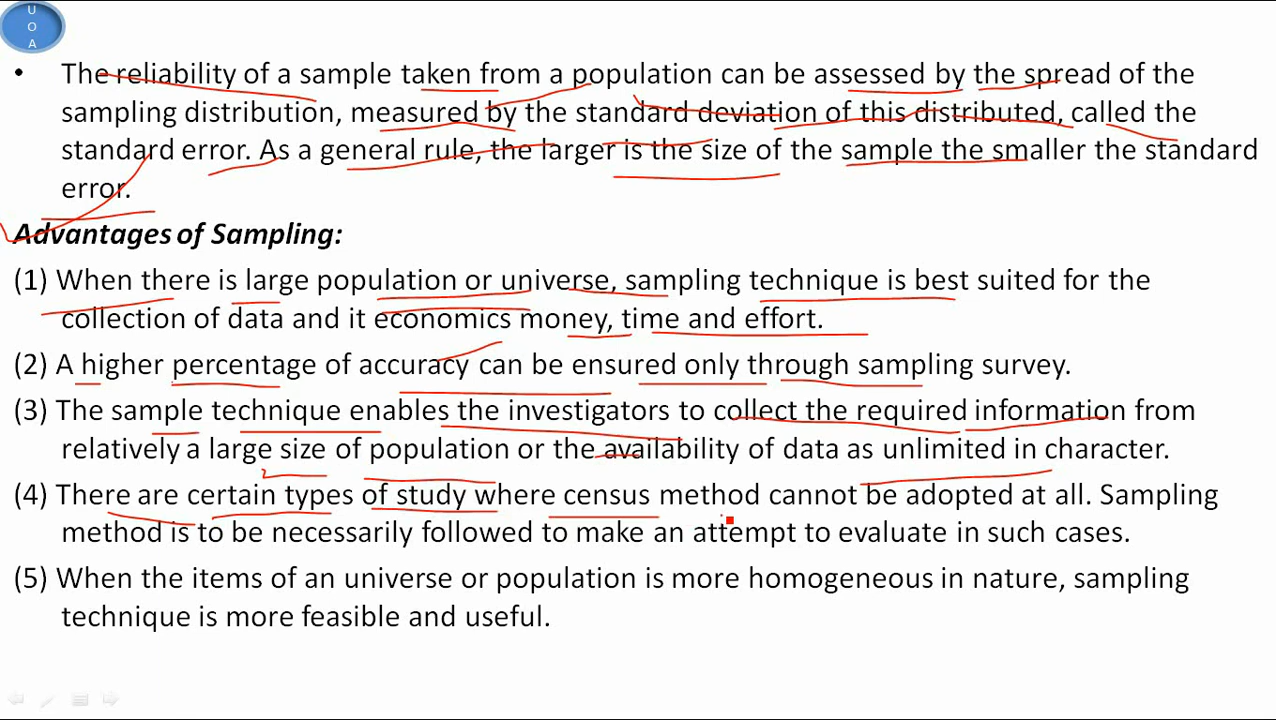 U
O
A
• The reliability of a sample taken from a population can be assessed by the spread of the
sampling distribution, measured by the standard deviation of this distributed, called the
standard error. As a general rule, the larger is the size of the sample the smaller the standard
error.
Advantages of Sampling:
(1) When there is large population or universe, sampling technique is best suited for the
collection of data and it economics money, time and effort.
(2) A higher percentage of accuracy can be ensured only through sampling survey.
(3) The sample technique enables the investigators to collect the required information from
relatively a large size of population or the availability of data as unlimited in character.
(4) There are certain types of study where census method cannot be adopted at all. Sampling
method is to be necessarily followed to make an attempt to evaluate in such cases.
(5) When the items of an universe or population is more homogeneous in nature, sampling
technique is more feasible and useful.